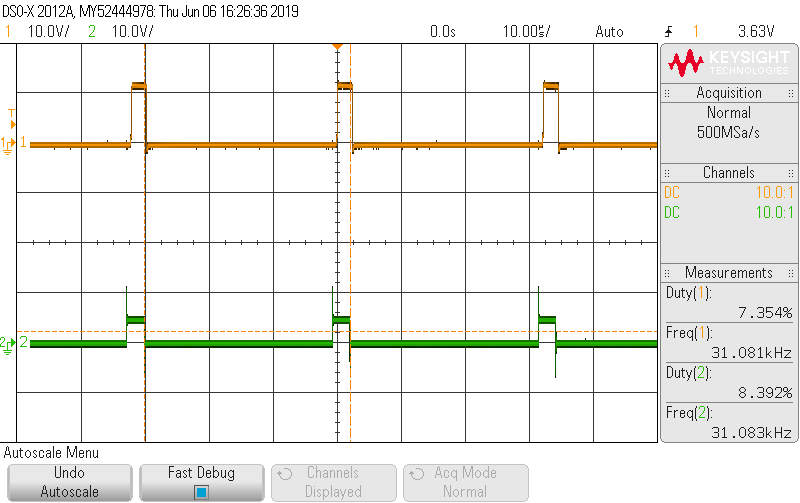 DSO-X 2012A, MY52444978: Thu Jun 06 16:26:36 2019
1 10.0V/ 2 10.0V/ 0.0s 10.00us/ Auto 1 3.63V
KEYSIGHT
TECHNOLOGIES
Acquisition
Normal
500MSa/s
Channels
DC 10.0:1
DC 10.0:1
Measurements
Duty(1):
7.354%
Freq(1):
31.081kHz
Duty(2):
8.392%
Freq(2):
31.083kHz
T
1 1
2 2
Autoscale Menu
Undo
Autoscale
Fast Debug
Channels
Displayed
Acq Mode
Normal